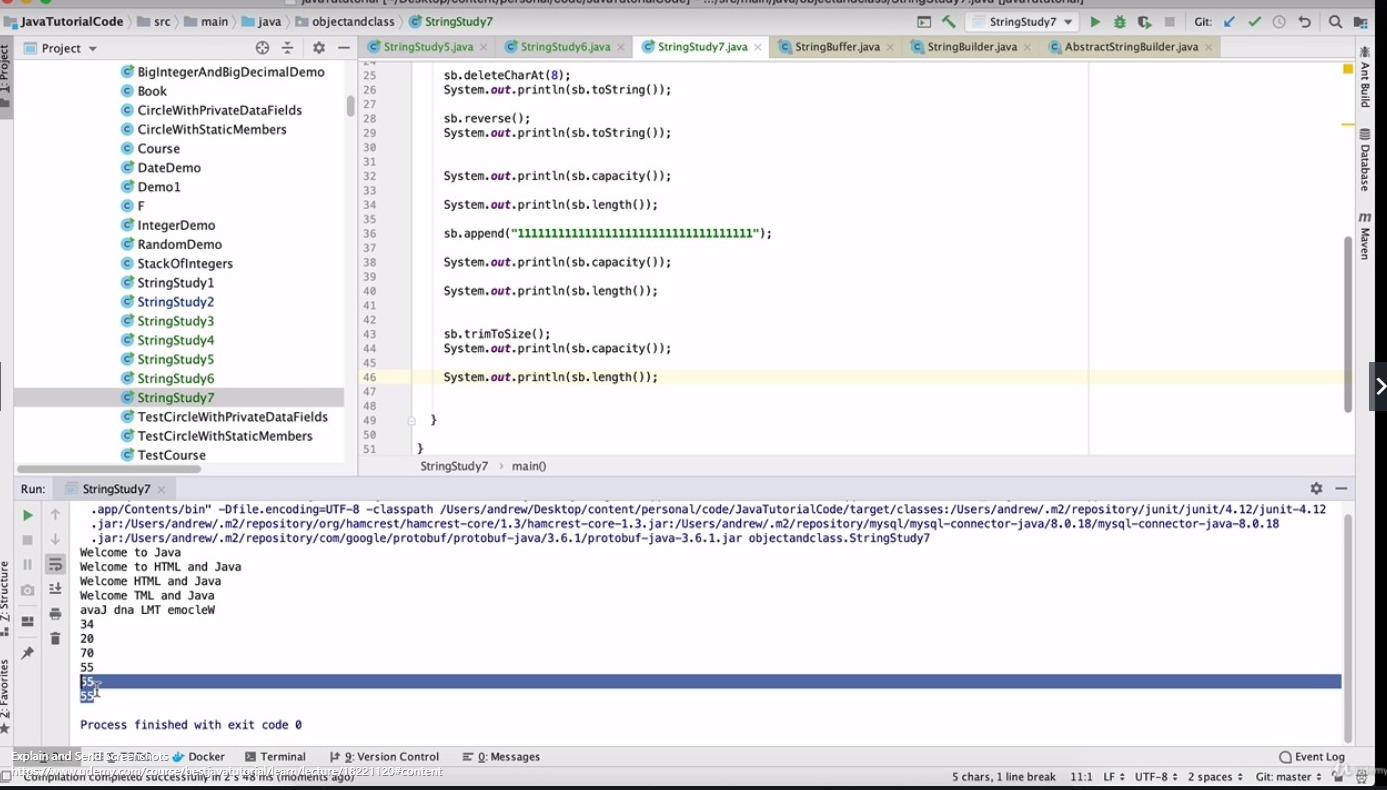 JavaTutorialCode src main java objectandclass StringStudy7
StringStudy7 Git:
Project
StringStudy5.java StringStudy6.java StringStudy7.java StringBuffer.java StringBuilder.java AbstractStringBuilder.java
1: Project
BigIntegerAndBigDecimalDemo
Book
CircleWithPrivateDataFields
CircleWithStaticMembers
Course
DateDemo
Demo1
F
IntegerDemo
RandomDemo
StackOfIntegers
StringStudy1
StringStudy2
StringStudy3
StringStudy4
StringStudy5
StringStudy6
StringStudy7
TestCircleWithPrivateDataFields
TestCircleWithStaticMembers
TestCourse
24
25 sb.deleteCharAt(8);
26 System.out.println(sb.toString());
27
28 sb.reverse();
29 System.out.println(sb.toString());
30
31
32 System.out.println(sb.capacity());
33
34 System.out.println(sb.length());
35
36 sb.append("11111111111111111111111111111111111");
37
38 System.out.println(sb.capacity());
39
40 System.out.println(sb.length());
41
42
43 sb.trimToSize();
44 System.out.println(sb.capacity());
45
46 System.out.println(sb.length());
47
48
49 }
50
51 }
StringStudy7 › main()
Ant Build
Database
m Maven
Run: StringStudy7
.app/Contents/bin" -Dfile.encoding=UTF-8 -classpath /Users/andrew/Desktop/content/personal/code/JavaTutorialCode/target/classes:/Users/andrew/.m2/repository/junit/junit/4.12/junit-4.12
.jar:/Users/andrew/.m2/repository/org/hamcrest/hamcrest-core/1.3/hamcrest-core-1.3.jar:/Users/andrew/.m2/repository/mysql/mysql-connector-java/8.0.18/mysql-connector-java-8.0.18
.jar:/Users/andrew/.m2/repository/com/google/protobuf/protobuf-java/3.6.1/protobuf-java-3.6.1.jar objectandclass.StringStudy7
Welcome to Java
Welcome to HTML and Java
Welcome HTML and Java
Welcome TML and Java
avaJ dna LMT emocleW
34
20
70
55
55
55
Process finished with exit code 0
Z: Structure
2: Favorites
Explain and Send Screenshots
Docker Terminal 9: Version Control 0: Messages Event Log
https://www.udemy.com/course/bestjavatutorial/learn/lecture/18221120#content
Compilation completed successfully in 2 s 48 ms (moments ago) 5 chars, 1 line break 11:1 LF UTF-8 2 spaces Git: master